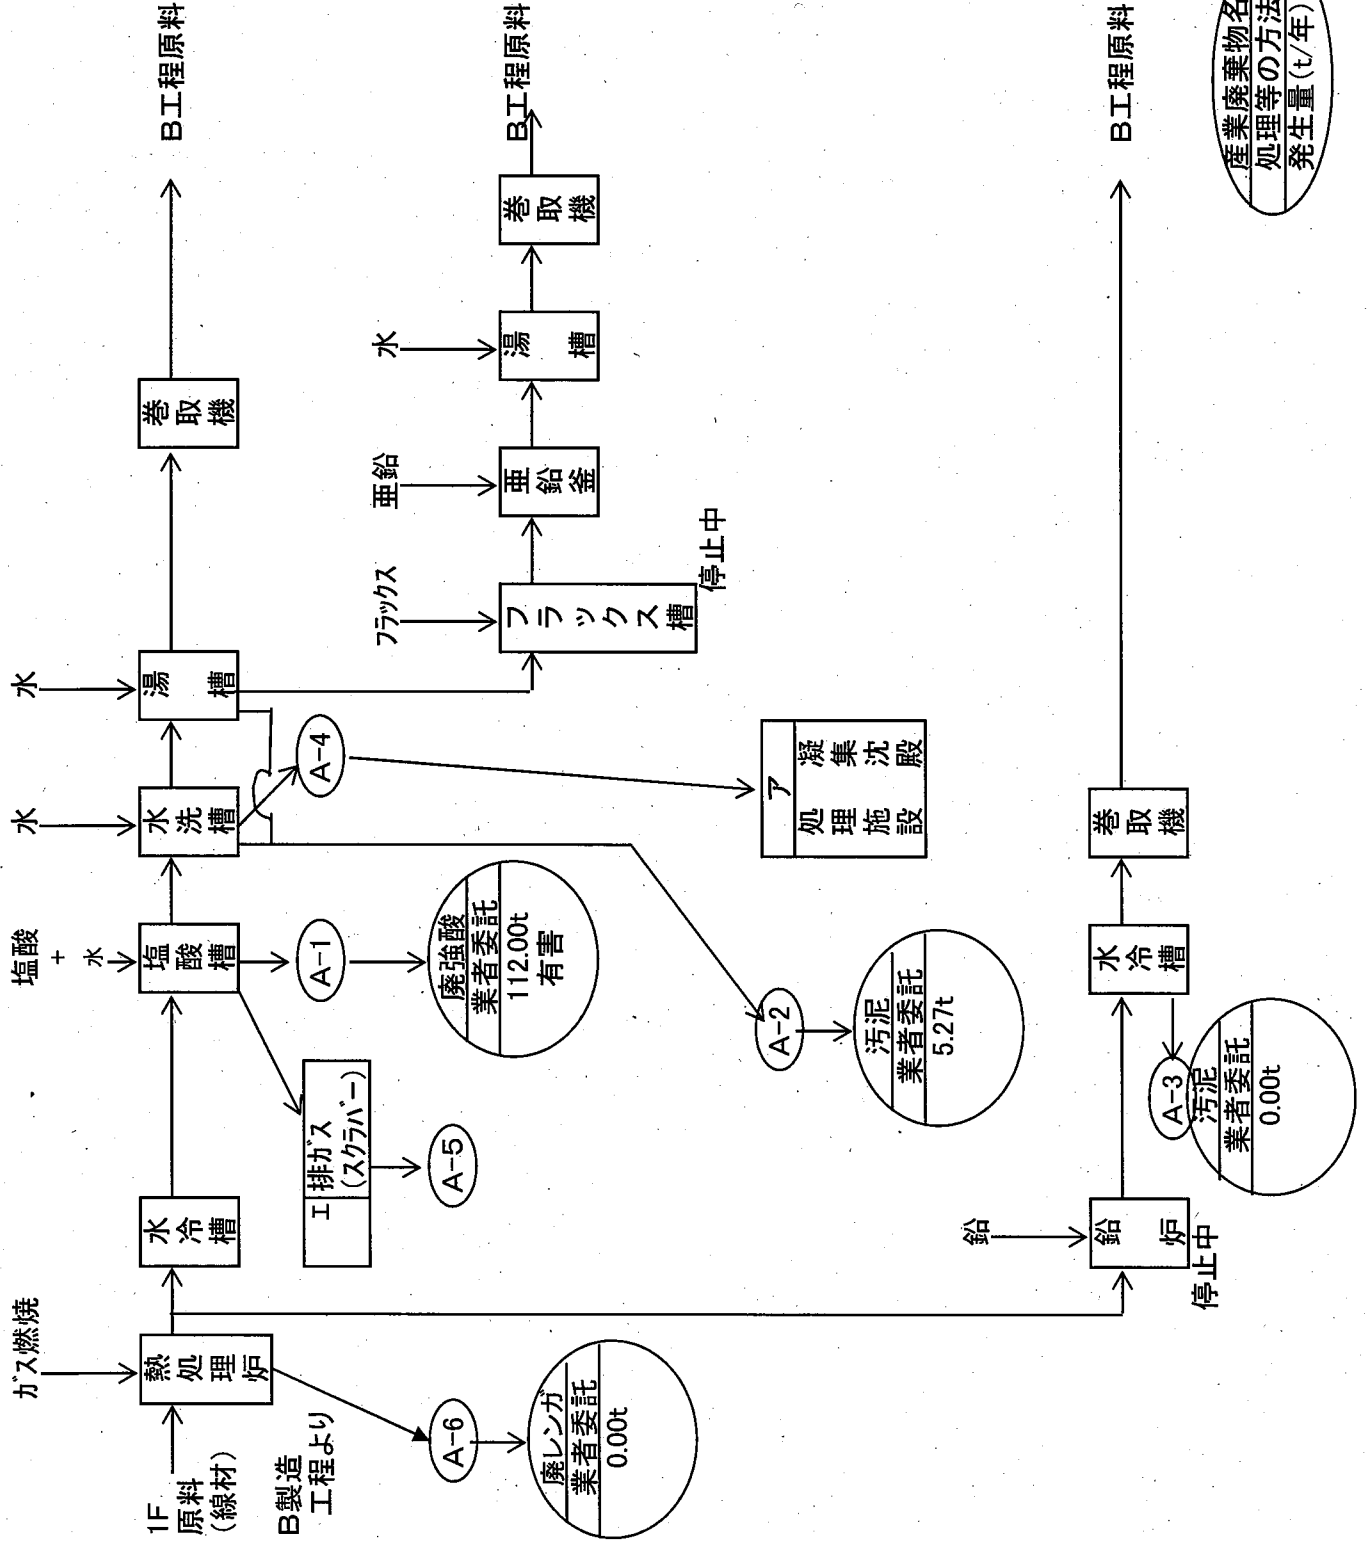 ガス燃焼
1F
原料
(線材)
B製造
工程より
熱
処
理
炉
水
冷
槽
塩酸
+
水
塩
酸
槽
水
水
洗
槽
水
湯
槽
巻
取
機
B工程原料
A-6
廃レンガ
業者委託
0.00t
エ
排ガス
(スクラバー)
A-5
A-1
廃強酸
業者委託
112.00t
有害
A-4
ア
凝集沈殿
処理施設
A-2
汚泥
業者委託
5.27t
フラックス
フラックス槽
停止中
亜鉛
亜
鉛
釜
水
湯
槽
巻
取
機
B工程原料
鉛
鉛
炉
停止中
水
冷
槽
A-3
汚泥
業者委託
0.00t
巻
取
機
B工程原料
産業廃棄物名
処理等の方法
発生量(t/年)